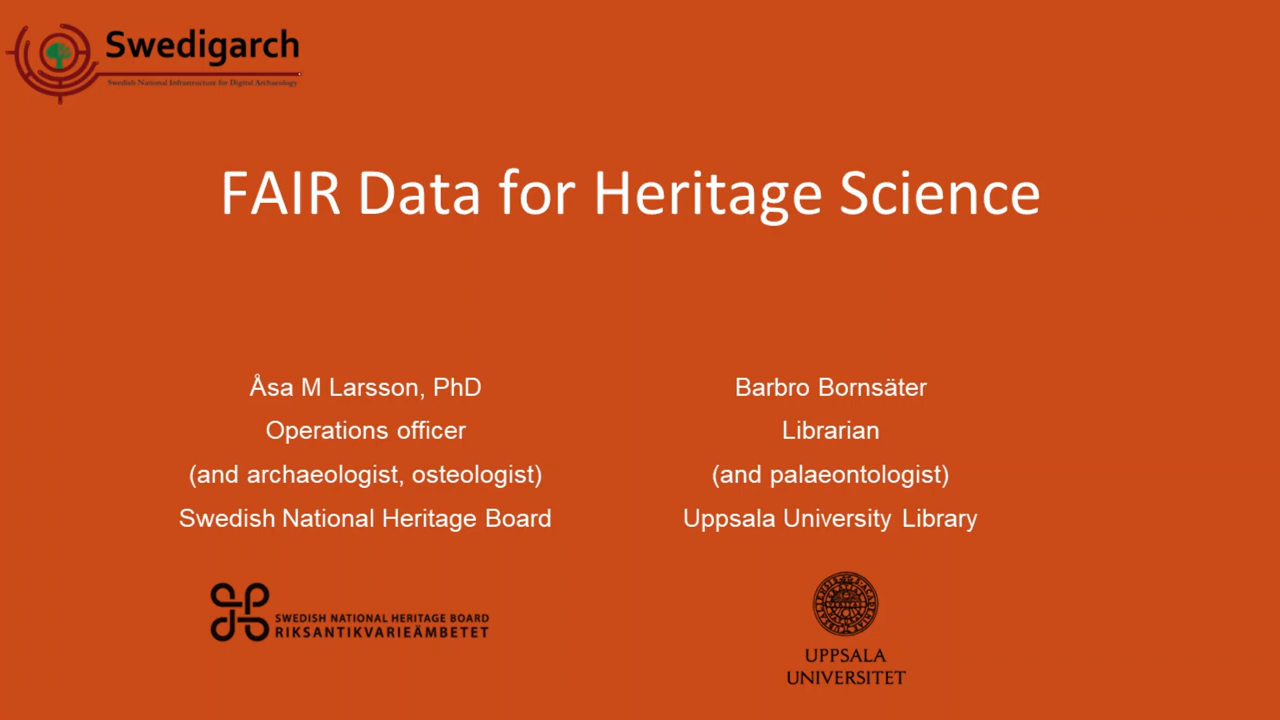 Swedigarch
Swedish National Infrastructure for Digital Archaeology
FAIR Data for Heritage Science
Åsa M Larsson, PhD
Operations officer
(and archaeologist, osteologist)
Swedish National Heritage Board
Barbro Bornsäter
Librarian
(and palaeontologist)
Uppsala University Library
SWEDISH NATIONAL HERITAGE BOARD
RIKSANTIKVARIEÄMBETET
UPPSALA
UNIVERSITET